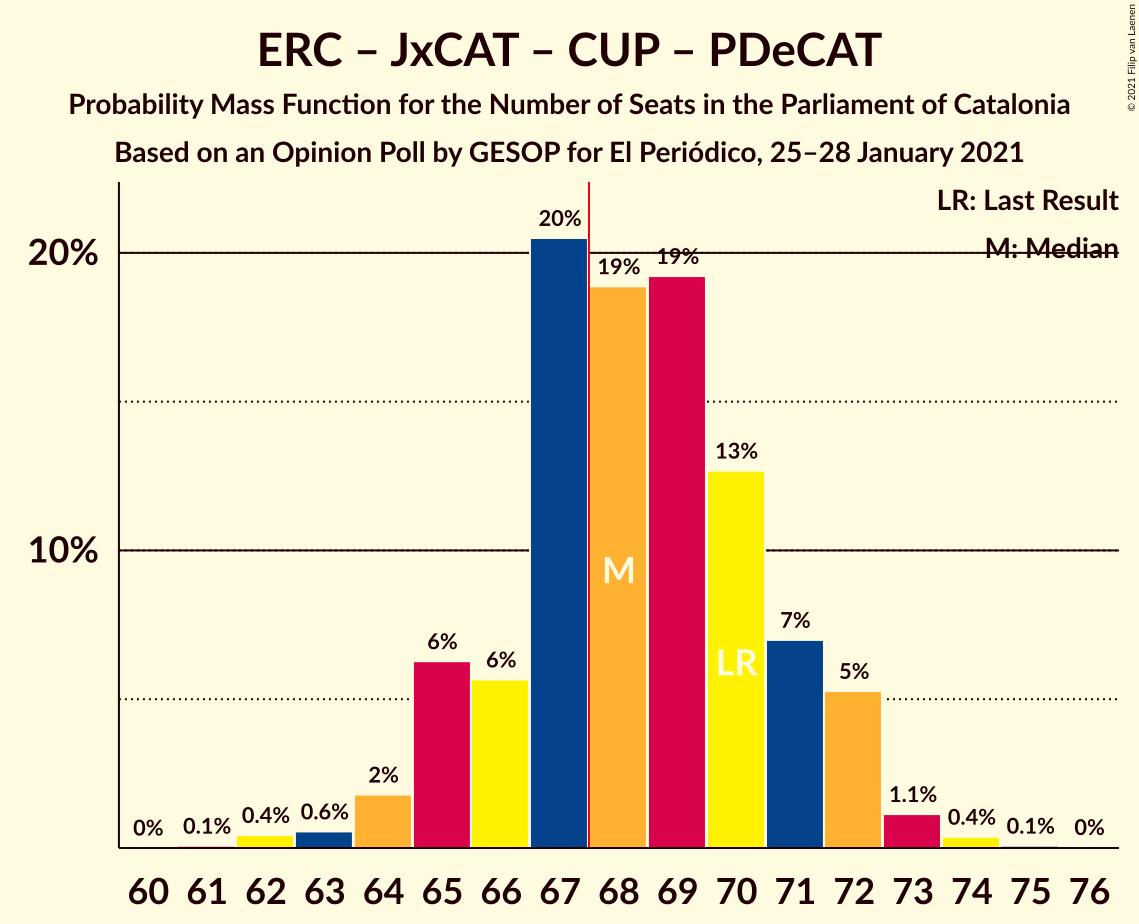 ERC – JxCAT – CUP – PDeCAT
Probability Mass Function for the Number of Seats in the Parliament of Catalonia
Based on an Opinion Poll by GESOP for El Periódico, 25–28 January 2021
© 2021 Filip van Laenen
LR: Last Result
M: Median
20%
10%
0%
0.1%
0.4%
0.6%
2%
6%
6%
20%
19%
19%
13%
7%
5%
1.1%
0.4%
0.1%
0%
M
LR
60 61 62 63 64 65 66 67 68 69 70 71 72 73 74 75 76